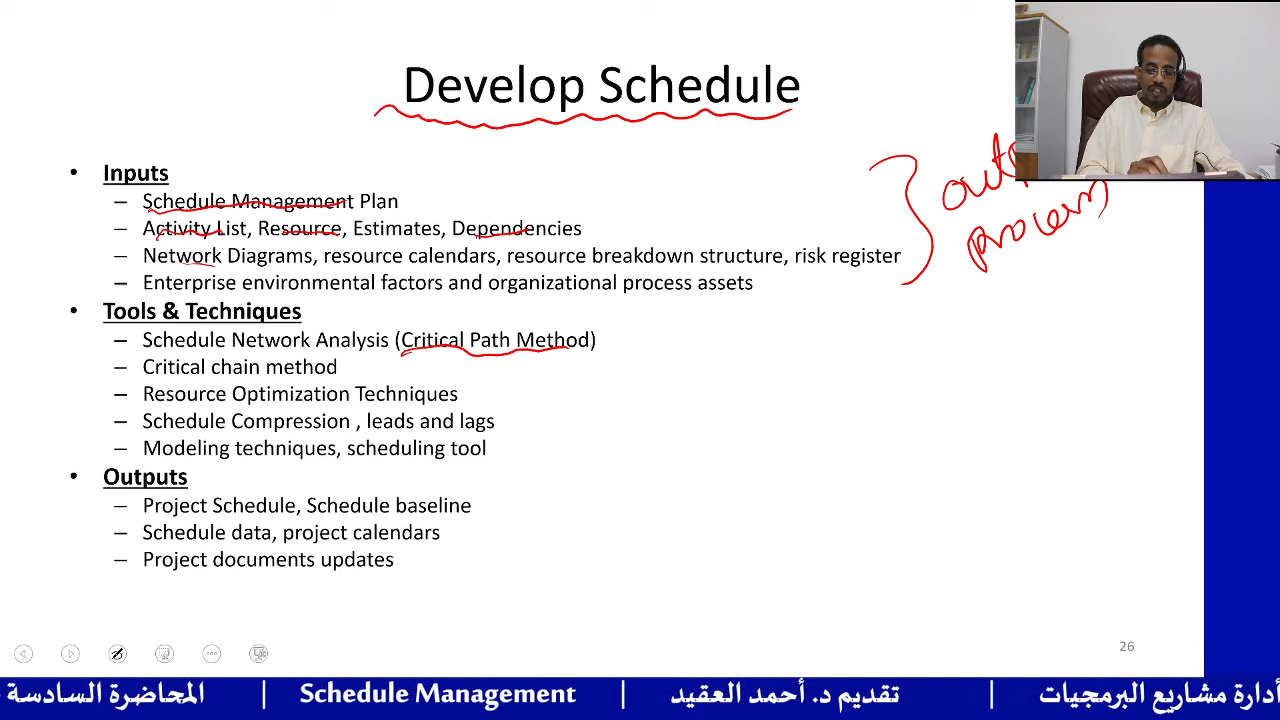 Develop Schedule
• Inputs
– Schedule Management Plan
– Activity List, Resource, Estimates, Dependencies
– Network Diagrams, resource calendars, resource breakdown structure, risk register
– Enterprise environmental factors and organizational process assets
process
• Tools & Techniques
– Schedule Network Analysis (Critical Path Method)
– Critical chain method
– Resource Optimization Techniques
– Schedule Compression , leads and lags
– Modeling techniques, scheduling tool
• Outputs
– Project Schedule, Schedule baseline
– Schedule data, project calendars
– Project documents updates
26
أدارة مشاريع البرمجيات | تقديم د. أحمد العقيد | Schedule Management | المحاضرة السادسة